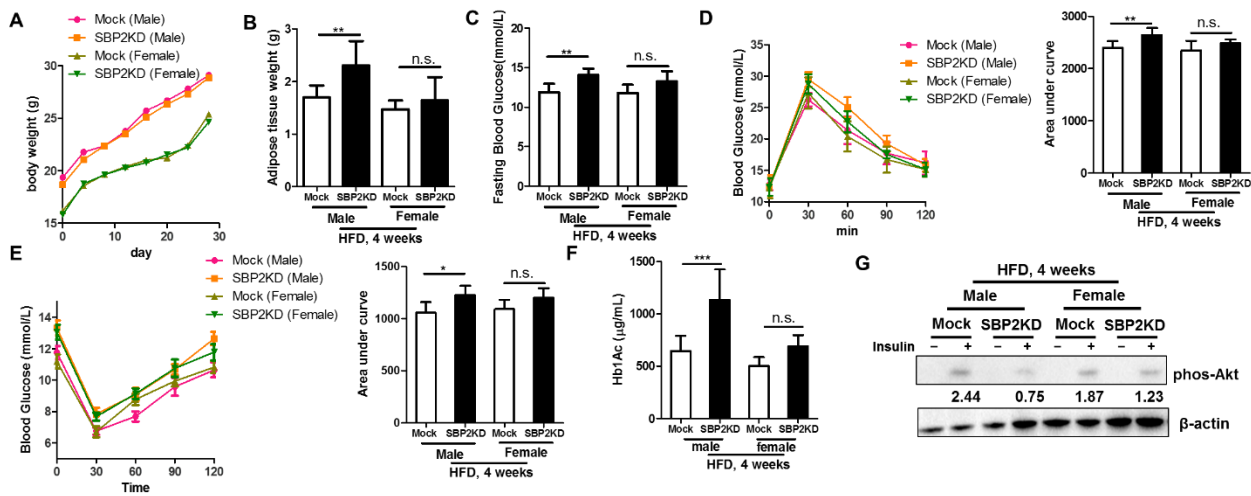 A
Mock (Male)
SBP2KD (Male)
Mock (Female)
SBP2KD (Female)
body weight (g)
30
25
20
15
0 10 20 30
day
B
Adipose tissue weight (g)
3
2
1
0
** n.s.
Mock SBP2KD Mock SBP2KD
Male Female
HFD, 4 weeks
C
Fasting Blood Glucose(mmol/L)
20
15
10
5
0
** n.s.
Mock SBP2KD Mock SBP2KD
Male Female
HFD, 4 weeks
D
Mock (Male)
SBP2KD (Male)
Mock (Female)
SBP2KD (Female)
Blood Glucose (mmol/L)
35
30
25
20
15
10
0 30 60 90 120
min
Area under curve
3000
2000
1000
0
** n.s.
Mock SBP2KD Mock SBP2KD
Male Female
HFD, 4 weeks
E
Mock (Male)
SBP2KD (Male)
Mock (Female)
SBP2KD (Female)
Blood Glucose (mmol/L)
14
12
10
8
6
0 30 60 90 120
Time
Area under curve
1500
1000
500
0
* n.s.
Mock SBP2KD Mock SBP2KD
Male Female
HFD, 4 weeks
F
Hb1Ac (μg/mL)
1500
1000
500
0
*** n.s.
Mock SBP2KD Mock SBP2KD
male female
HFD, 4 weeks
G
HFD, 4 weeks
Male Female
Mock SBP2KD Mock SBP2KD
Insulin – + – + – + – +
phos-Akt
2.44 0.75 1.87 1.23
β-actin